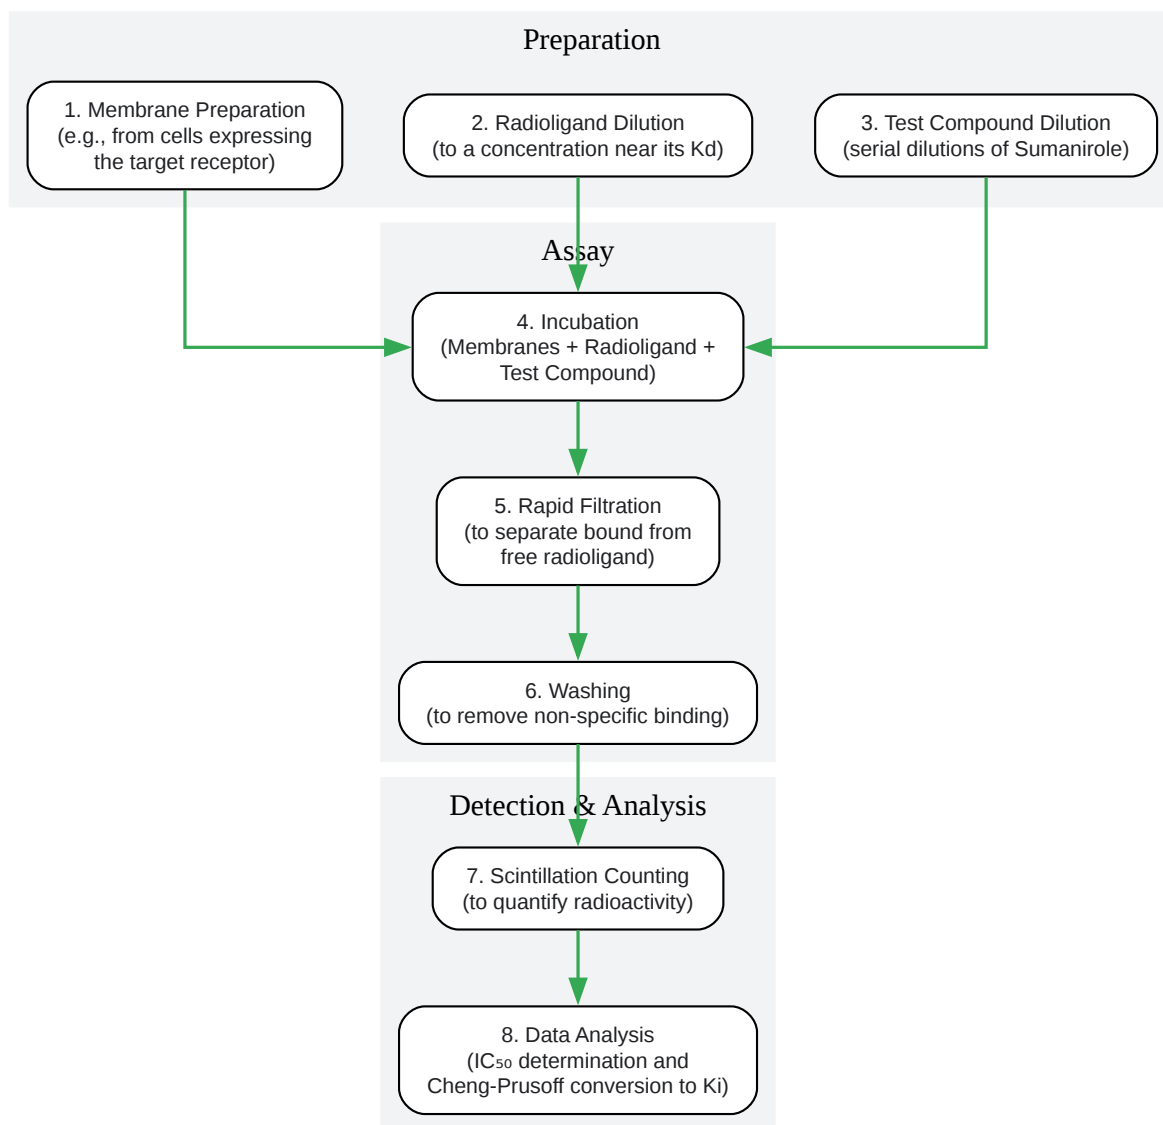 Preparation
1. Membrane Preparation
(e.g., from cells expressing
the target receptor)
2. Radioligand Dilution
(to a concentration near its Kd)
3. Test Compound Dilution
(serial dilutions of Sumanirole)
Assay
4. Incubation
(Membranes + Radioligand +
Test Compound)
5. Rapid Filtration
(to separate bound from
free radioligand)
6. Washing
(to remove non-specific binding)
Detection & Analysis
7. Scintillation Counting
(to quantify radioactivity)
8. Data Analysis
(IC₅₀ determination and
Cheng-Prusoff conversion to Ki)